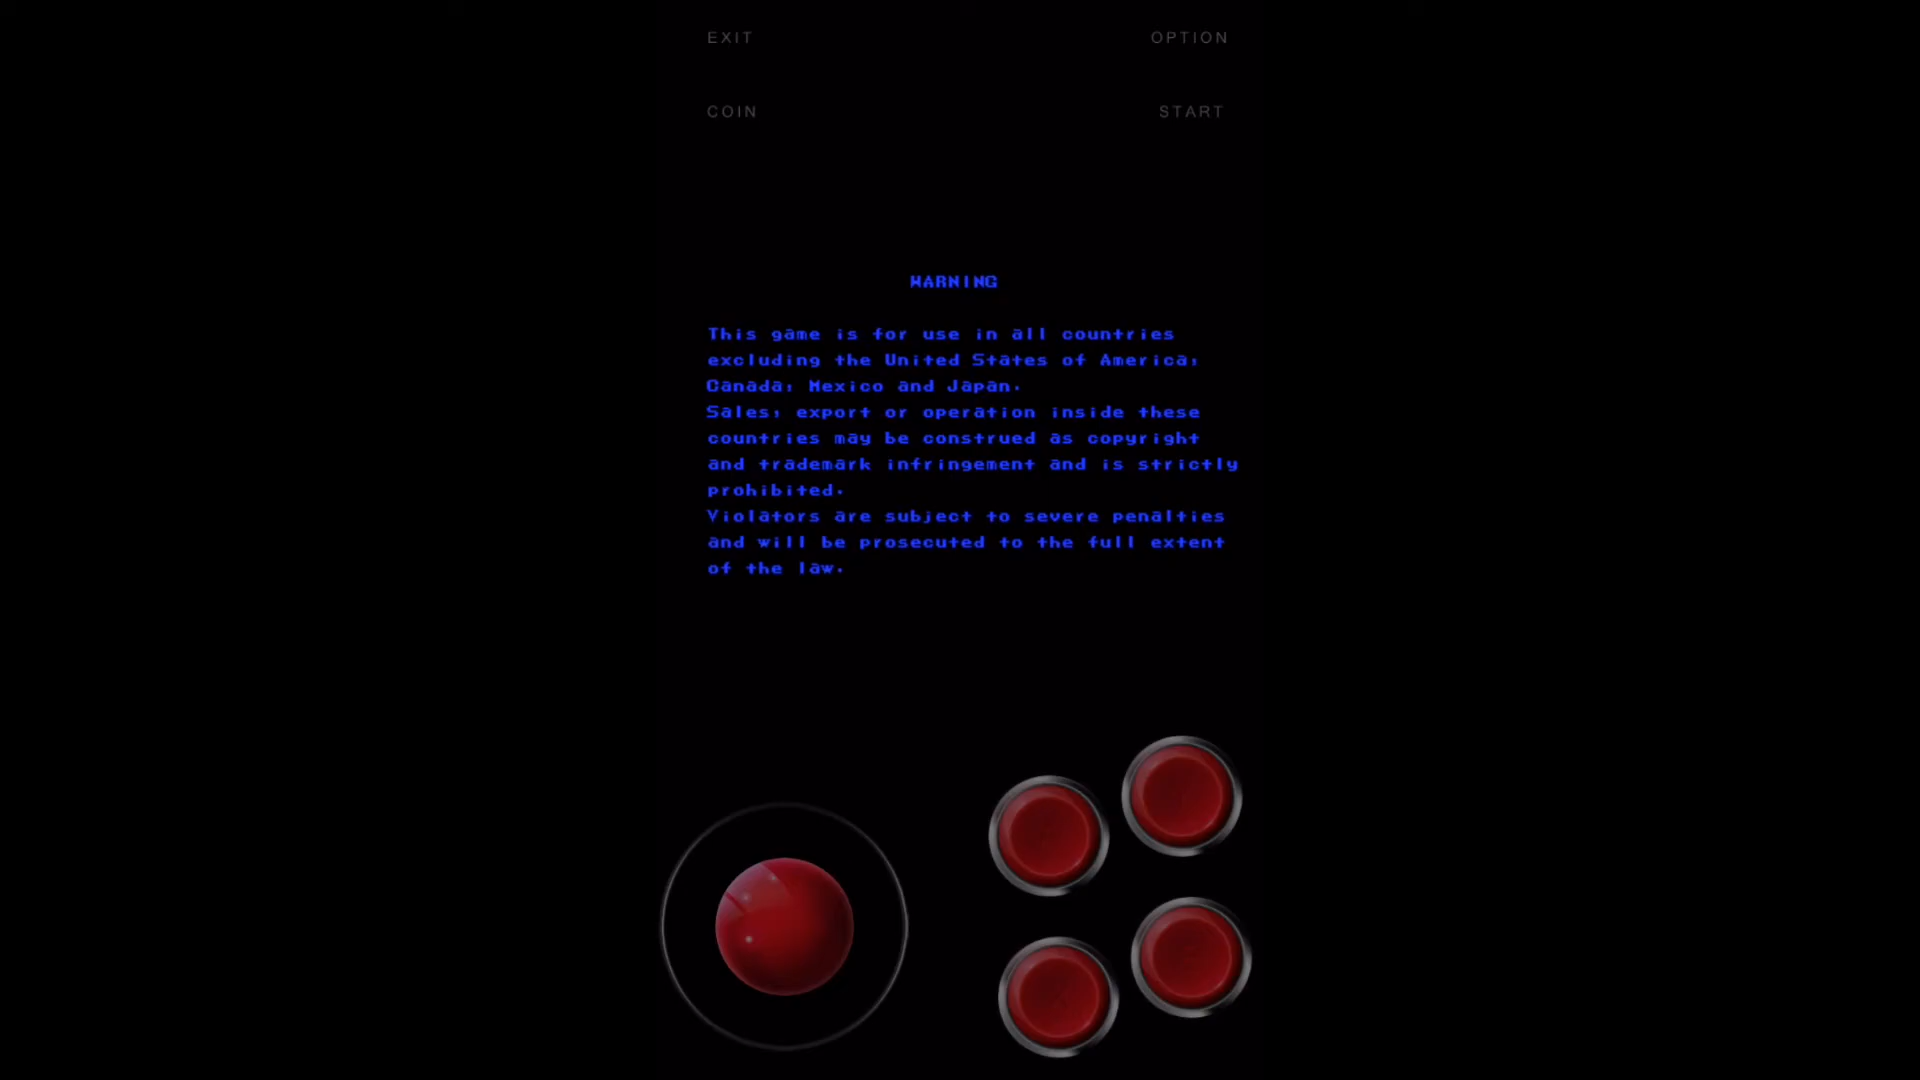 EXIT OPTION
COIN START
WARNING
This game is for use in all countries
excluding the United States of America,
Canada, Mexico and Japan.
Sales, export or operation inside these
countries may be construed as copyright
and trademark infringement and is strictly
prohibited.
Violators are subject to severe penalties
and will be prosecuted to the full extent
of the law.